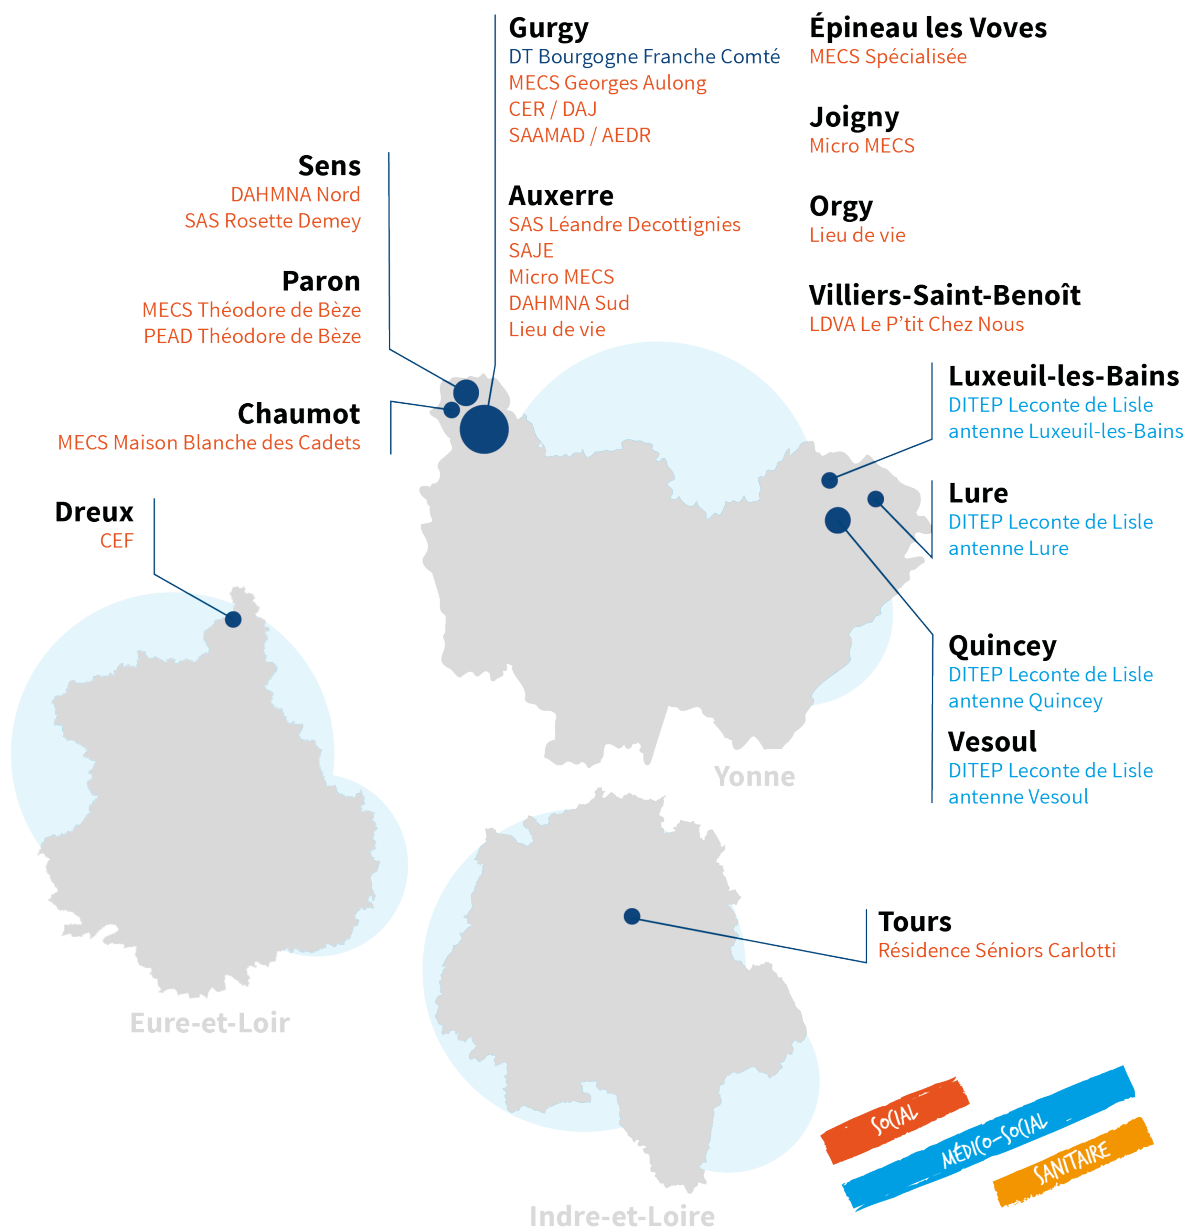 Gurgy
DT Bourgogne Franche Comté
MECS Georges Aulong
CER / DAJ
SAAMAD / AEDR
Auxerre
SAS Léandre Decottignies
SAJE
Micro MECS
DAHMNA Sud
Lieu de vie
Épineau les Voves
MECS Spécialisée
Joigny
Micro MECS
Orgy
Lieu de vie
Villiers-Saint-Benoît
LDVA Le P’tit Chez Nous
Sens
DAHMNA Nord
SAS Rosette Demey
Paron
MECS Théodore de Bèze
PEAD Théodore de Bèze
Chaumot
MECS Maison Blanche des Cadets
Luxeuil-les-Bains
DITEP Leconte de Lisle
antenne Luxeuil-les-Bains
Lure
DITEP Leconte de Lisle
antenne Lure
Quincey
DITEP Leconte de Lisle
antenne Quincey
Vesoul
DITEP Leconte de Lisle
antenne Vesoul
Yonne
Dreux
CEF
Eure-et-Loir
Tours
Résidence Séniors Carlotti
Indre-et-Loire
SOCIAL
MÉDICO-SOCIAL
SANITAIRE